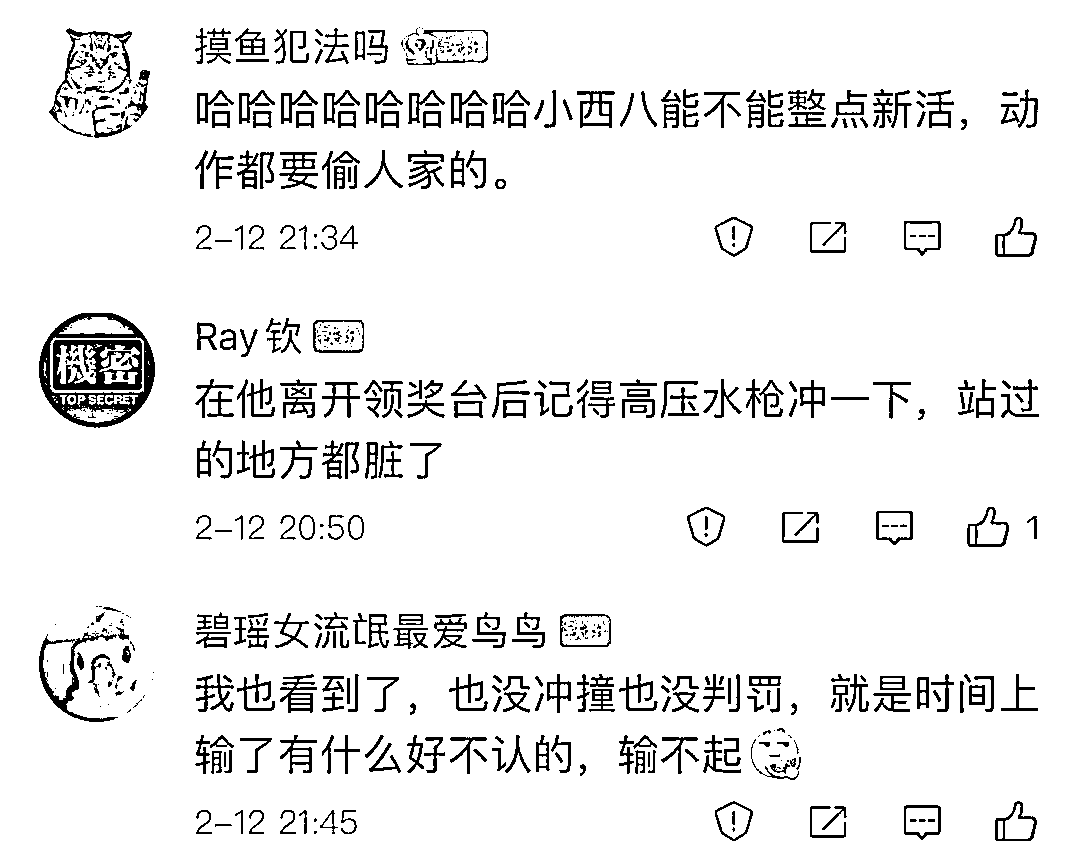 摸鱼犯法吗
哈哈哈哈哈哈哈哈小西八能不能整点新活，动
作都要偷人家的。
2-12 21:34
機密
TOP SECRET
Ray钦
在他离开领奖台后记得高压水枪冲一下，站过
的地方都脏了
2-12 20:50
1
碧瑶女流氓最爱鸟鸟
我也看到了，也没冲撞也没判罚，就是时间上
输了有什么好不认的，输不起
2-12 21:45